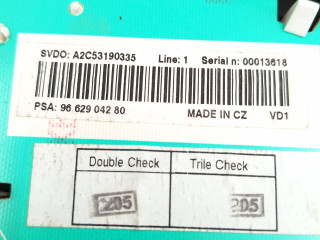 SVDO: A2C53190335 Line: 1 Serial n: 00013618
PSA: 96 629 042 80 MADE IN CZ VD1
Double Check Trile Check
205 205